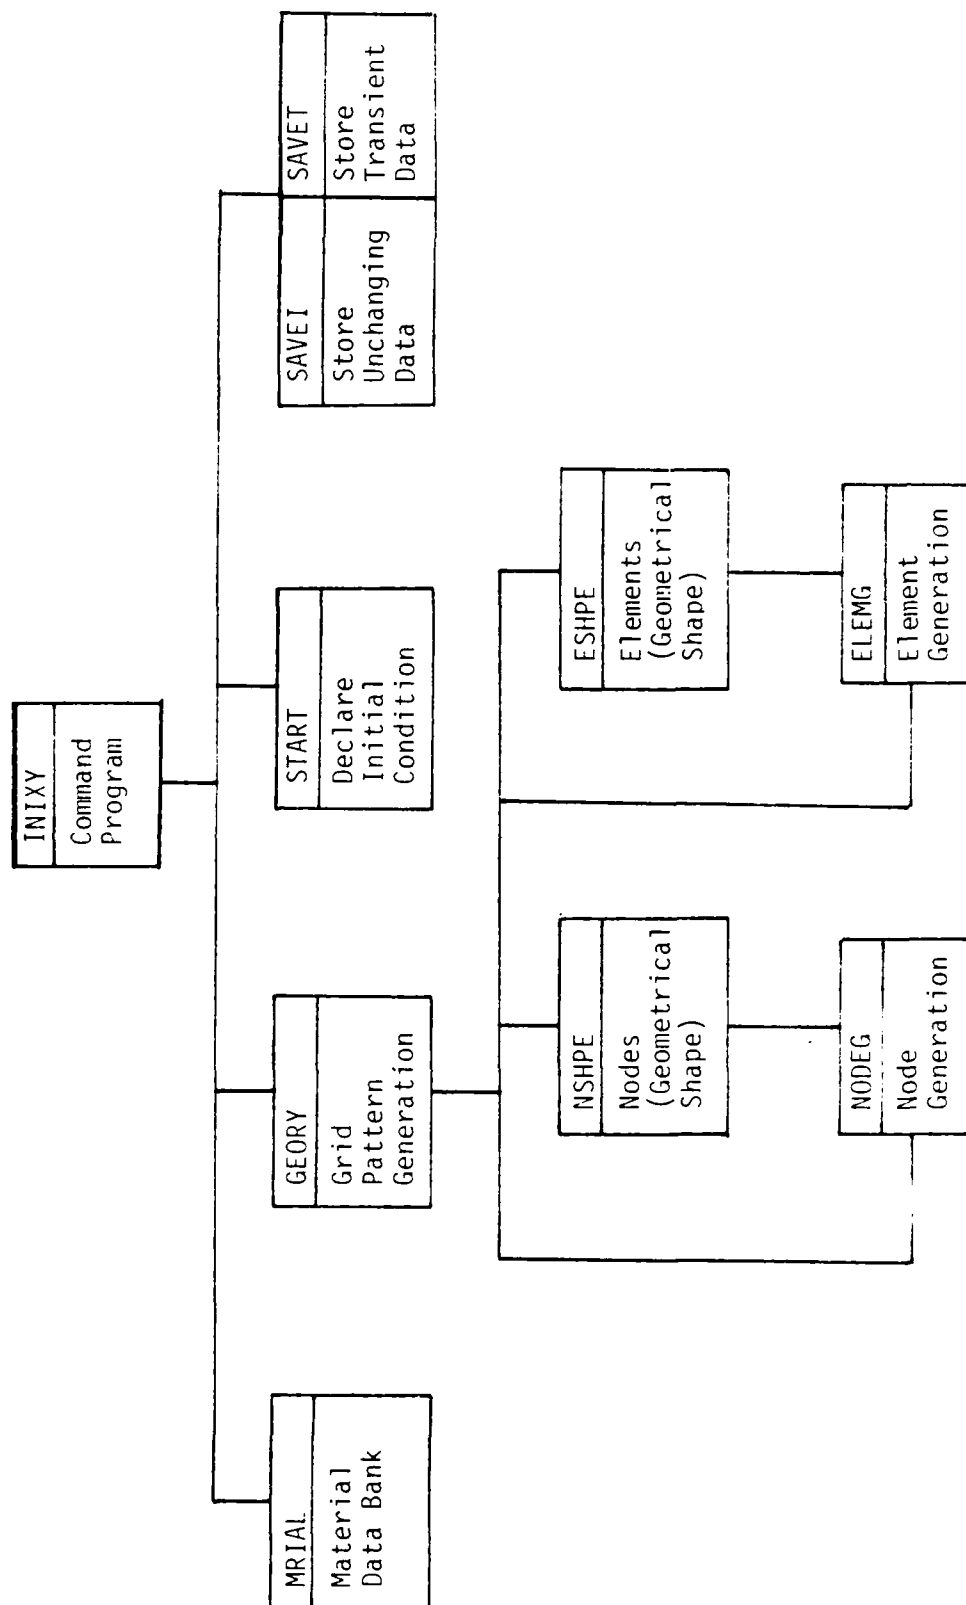 INIXY
Command
Program
MRIAL
Material
Data Bank
GEORY
Grid
Pattern
Generation
START
Declare
Initial
Condition
SAVEI
Store
Unchanging
Data
SAVET
Store
Transient
Data
NSHPE
Nodes
(Geometrical
Shape)
ESHPE
Elements
(Geometrical
Shape)
NODEG
Node
Generation
ELEMG
Element
Generation